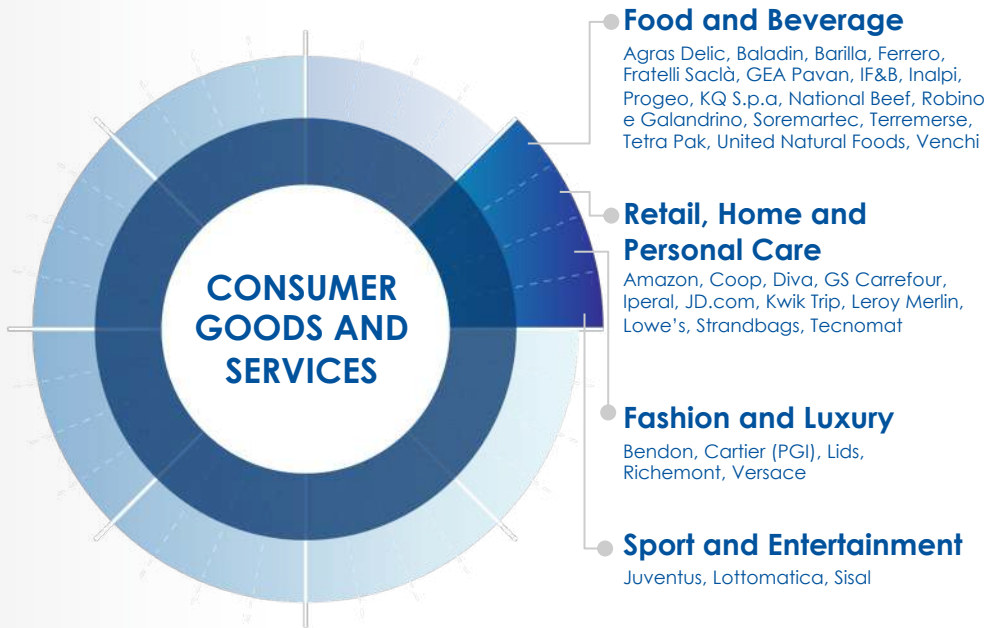 Food and Beverage
Agras Delic, Baladin, Barilla, Ferrero,
Fratelli Saclà, GEA Pavan, IF&B, Inalpi,
Progeo, KQ S.p.a, National Beef, Robino
e Galandrino, Soremartec, Terremerse,
Tetra Pak, United Natural Foods, Venchi
Retail, Home and
Personal Care
Amazon, Coop, Diva, GS Carrefour,
Iperal, JD.com, Kwik Trip, Leroy Merlin,
Lowe’s, Strandbags, Tecnomat
CONSUMER
GOODS AND
SERVICES
Fashion and Luxury
Bendon, Cartier (PGI), Lids,
Richemont, Versace
Sport and Entertainment
Juventus, Lottomatica, Sisal